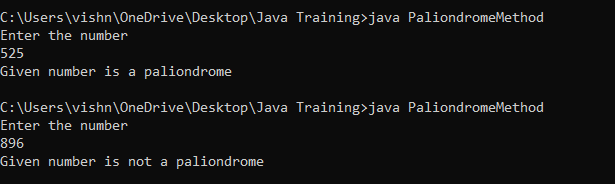 C:\Users\vishn\OneDrive\Desktop\Java Training>java PaliondromeMethod
Enter the number
525
Given number is a paliondrome
C:\Users\vishn\OneDrive\Desktop\Java Training>java PaliondromeMethod
Enter the number
896
Given number is not a paliondrome